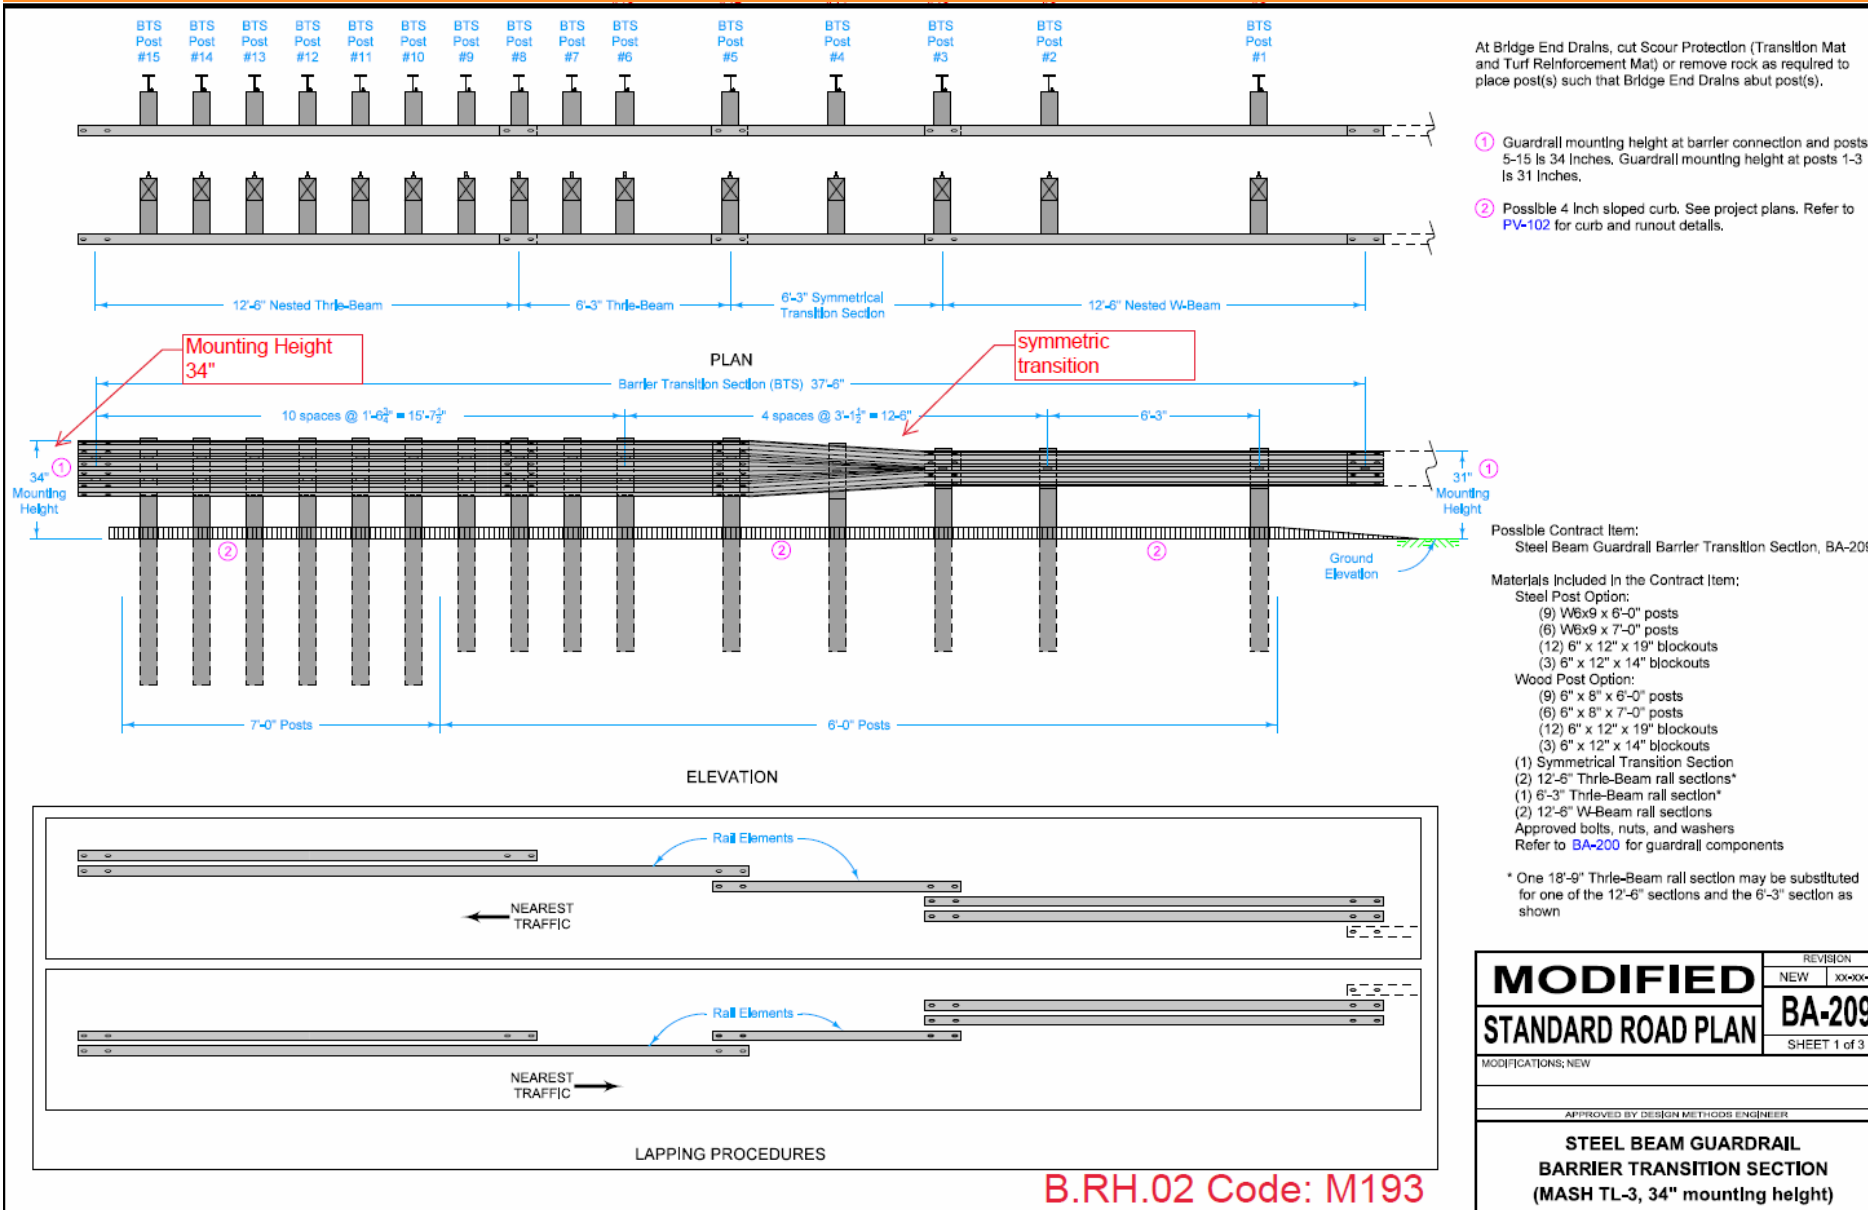 BTS Post #15
BTS Post #14
BTS Post #13
BTS Post #12
BTS Post #11
BTS Post #10
BTS Post #9
BTS Post #8
BTS Post #7
BTS Post #6
BTS Post #5
BTS Post #4
BTS Post #3
BTS Post #2
BTS Post #1
12'-6" Nested Thrie-Beam
6'-3" Thrie-Beam
6'-3" Symmetrical
Transition Section
12'-6" Nested W-Beam
Mounting Height
34"
PLAN
symmetric
transition
Barrier Transition Section (BTS) 37'-6"
10 spaces @ 1'-6¾" = 15'-7½"
4 spaces @ 3'-1½" = 12'-6"
6'-3"
34"
Mounting
Height
1
31"
Mounting
Height
1
2
2
2
Ground
Elevation
7'-0" Posts
6'-0" Posts
ELEVATION
Rail Elements
NEAREST
TRAFFIC
Rail Elements
NEAREST
TRAFFIC
LAPPING PROCEDURES
B.RH.02 Code: M193
At Bridge End Drains, cut Scour Protection (Transition Mat
and Turf Reinforcement Mat) or remove rock as required to
place post(s) such that Bridge End Drains abut post(s).
1 Guardrail mounting height at barrier connection and posts
5-15 is 34 inches. Guardrail mounting height at posts 1-3
is 31 inches.
2 Possible 4 inch sloped curb. See project plans. Refer to
PV-102 for curb and runout details.
Possible Contract Item:
Steel Beam Guardrail Barrier Transition Section, BA-209
Materials Included in the Contract Item:
Steel Post Option:
(9) W6x9 x 6'-0" posts
(6) W6x9 x 7'-0" posts
(12) 6" x 12" x 19" blockouts
(3) 6" x 12" x 14" blockouts
Wood Post Option:
(9) 6" x 8" x 6'-0" posts
(6) 6" x 8" x 7'-0" posts
(12) 6" x 12" x 19" blockouts
(3) 6" x 12" x 14" blockouts
(1) Symmetrical Transition Section
(2) 12'-6" Thrie-Beam rail sections*
(1) 6'-3" Thrie-Beam rail section*
(2) 12'-6" W-Beam rail sections
Approved bolts, nuts, and washers
Refer to BA-200 for guardrail components
* One 18'-9" Thrie-Beam rail section may be substituted
for one of the 12'-6" sections and the 6'-3" section as
shown
MODIFIED
STANDARD ROAD PLAN
REVISION
NEW xx-xx-
BA-209
SHEET 1 of 3
MODIFICATIONS: NEW
APPROVED BY DESIGN METHODS ENGINEER
STEEL BEAM GUARDRAIL
BARRIER TRANSITION SECTION
(MASH TL-3, 34" mounting height)